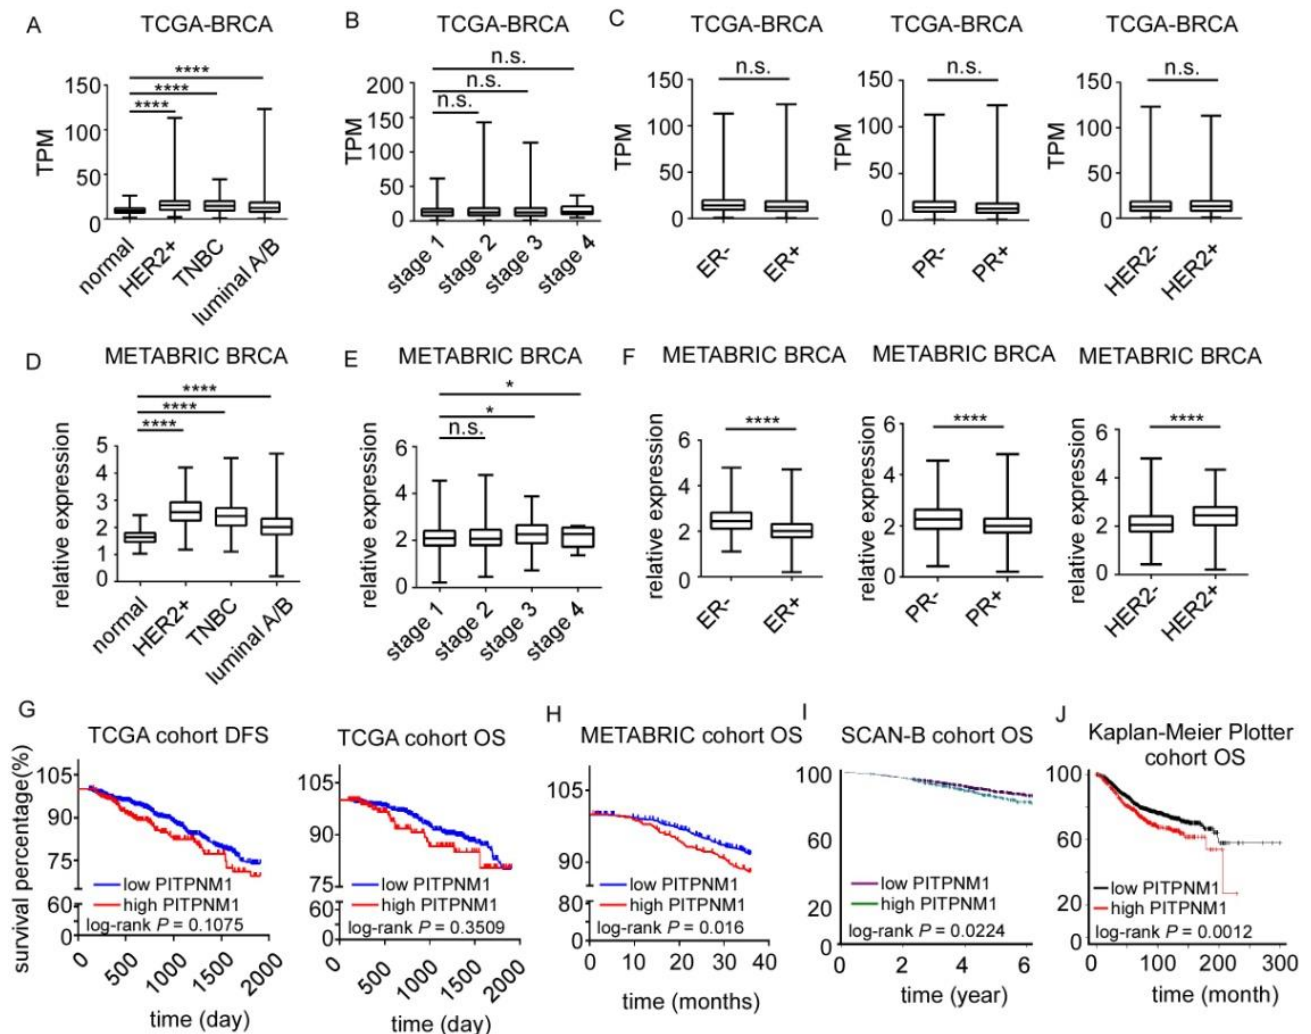 A
TCGA-BRCA
****
****
****
TPM
150
100
50
0
normal
HER2+
TNBC
luminal A/B
B
TCGA-BRCA
n.s.
n.s.
n.s.
TPM
200
150
100
50
0
stage 1
stage 2
stage 3
stage 4
C
TCGA-BRCA
n.s.
TPM
150
100
50
0
ER-
ER+
TCGA-BRCA
n.s.
TPM
150
100
50
0
PR-
PR+
TCGA-BRCA
n.s.
TPM
150
100
50
0
HER2-
HER2+
D
METABRIC BRCA
****
****
****
relative expression
5
4
3
2
1
0
normal
HER2+
TNBC
luminal A/B
E
METABRIC BRCA
*
*
n.s.
relative expression
6
4
2
0
stage 1
stage 2
stage 3
stage 4
F
METABRIC BRCA
****
relative expression
6
4
2
0
ER-
ER+
METABRIC BRCA
****
relative expression
6
4
2
0
PR-
PR+
METABRIC BRCA
****
relative expression
6
4
2
0
HER2-
HER2+
G
TCGA cohort DFS
survival percentage(%)
105
90
75
60
0
low PITPNM1
high PITPNM1
log-rank P = 0.1075
0 500 1000 1500 2000
time (day)
TCGA cohort OS
105
90
75
60
0
low PITPNM1
high PITPNM1
log-rank P = 0.3509
0 500 1000 1500 2000
time (day)
H
METABRIC cohort OS
105
90
80
0
low PITPNM1
high PITPNM1
log-rank P = 0.016
0 10 20 30 40
time (months)
I
SCAN-B cohort OS
100
60
20
0
low PITPNM1
high PITPNM1
log-rank P = 0.0224
0 2 4 6
time (year)
J
Kaplan-Meier Plotter
cohort OS
100
60
20
0
low PITPNM1
high PITPNM1
log-rank P = 0.0012
0 100 200 300
time (month)